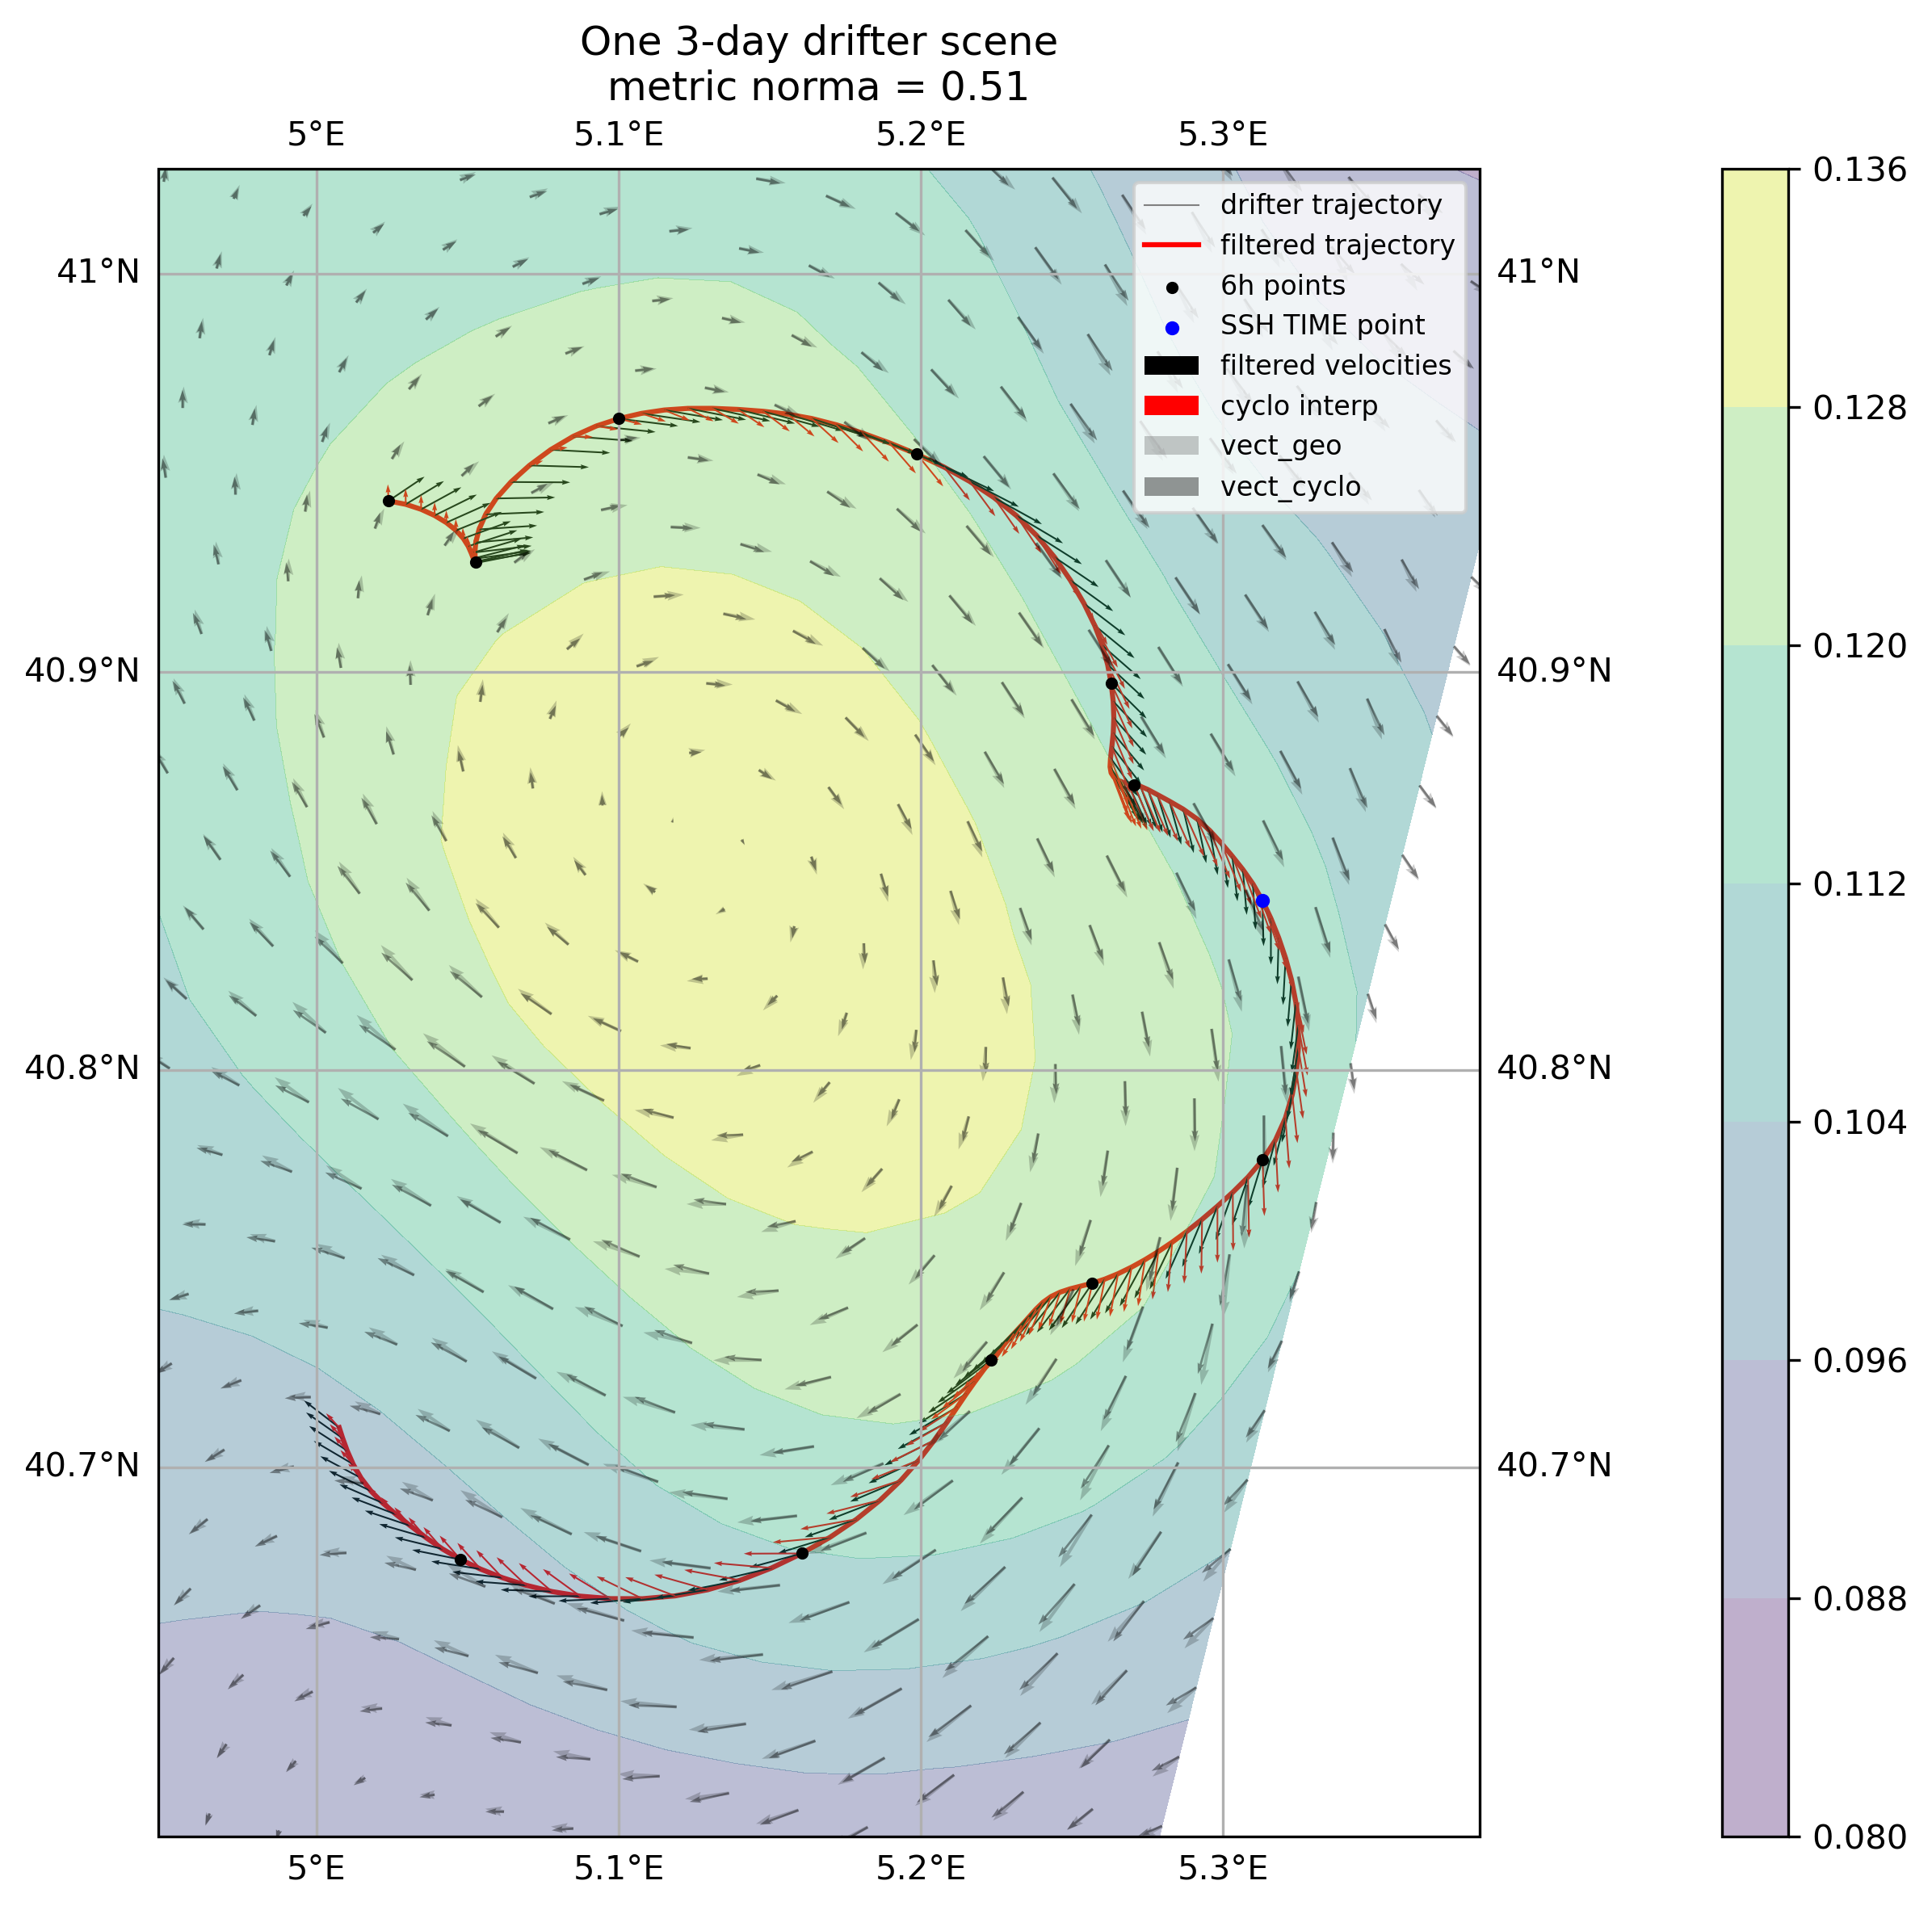 One 3-day drifter scene
metric norma = 0.51
5°E 5.1°E 5.2°E 5.3°E
drifter trajectory
filtered trajectory
6h points
SSH TIME point
filtered velocities
cyclo interp
vect_geo
vect_cyclo
41°N 41°N
40.9°N 40.9°N
40.8°N 40.8°N
40.7°N 40.7°N
5°E 5.1°E 5.2°E 5.3°E
0.136
0.128
0.120
0.112
0.104
0.096
0.088
0.080